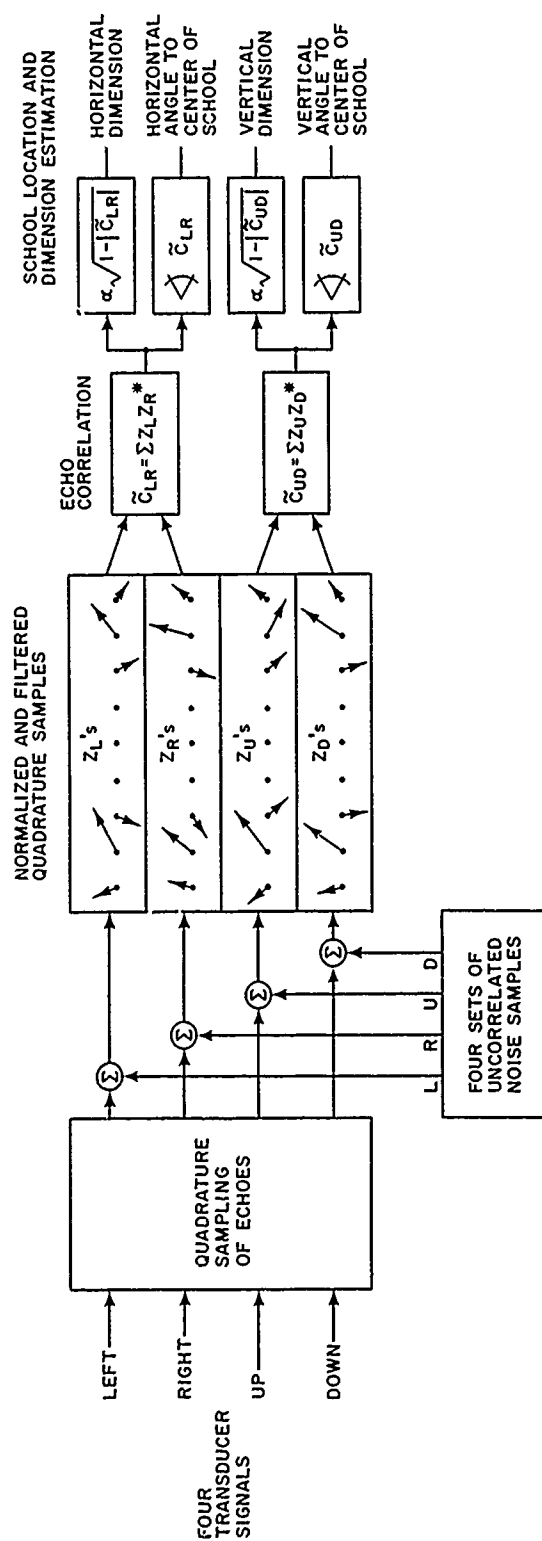 FOUR
TRANSDUCER
SIGNALS
LEFT
RIGHT
UP
DOWN
QUADRATURE
SAMPLING
OF ECHOES
Σ
Σ
Σ
Σ
L
R
U
D
FOUR SETS OF
UNCORRELATED
NOISE SAMPLES
NORMALIZED AND FILTERED
QUADRATURE SAMPLES
Z_L's
Z_R's
Z_U's
Z_D's
ECHO
CORRELATION
C̃_LR = Σ Z_L Z_R*
C̃_UD = Σ Z_U Z_D*
SCHOOL LOCATION AND
DIMENSION ESTIMATION
α √1-|C̃_LR|
HORIZONTAL
DIMENSION
∢ C̃_LR
HORIZONTAL
ANGLE TO
CENTER OF
SCHOOL
α √1-|C̃_UD|
VERTICAL
DIMENSION
∢ C̃_UD
VERTICAL
ANGLE TO
CENTER OF
SCHOOL